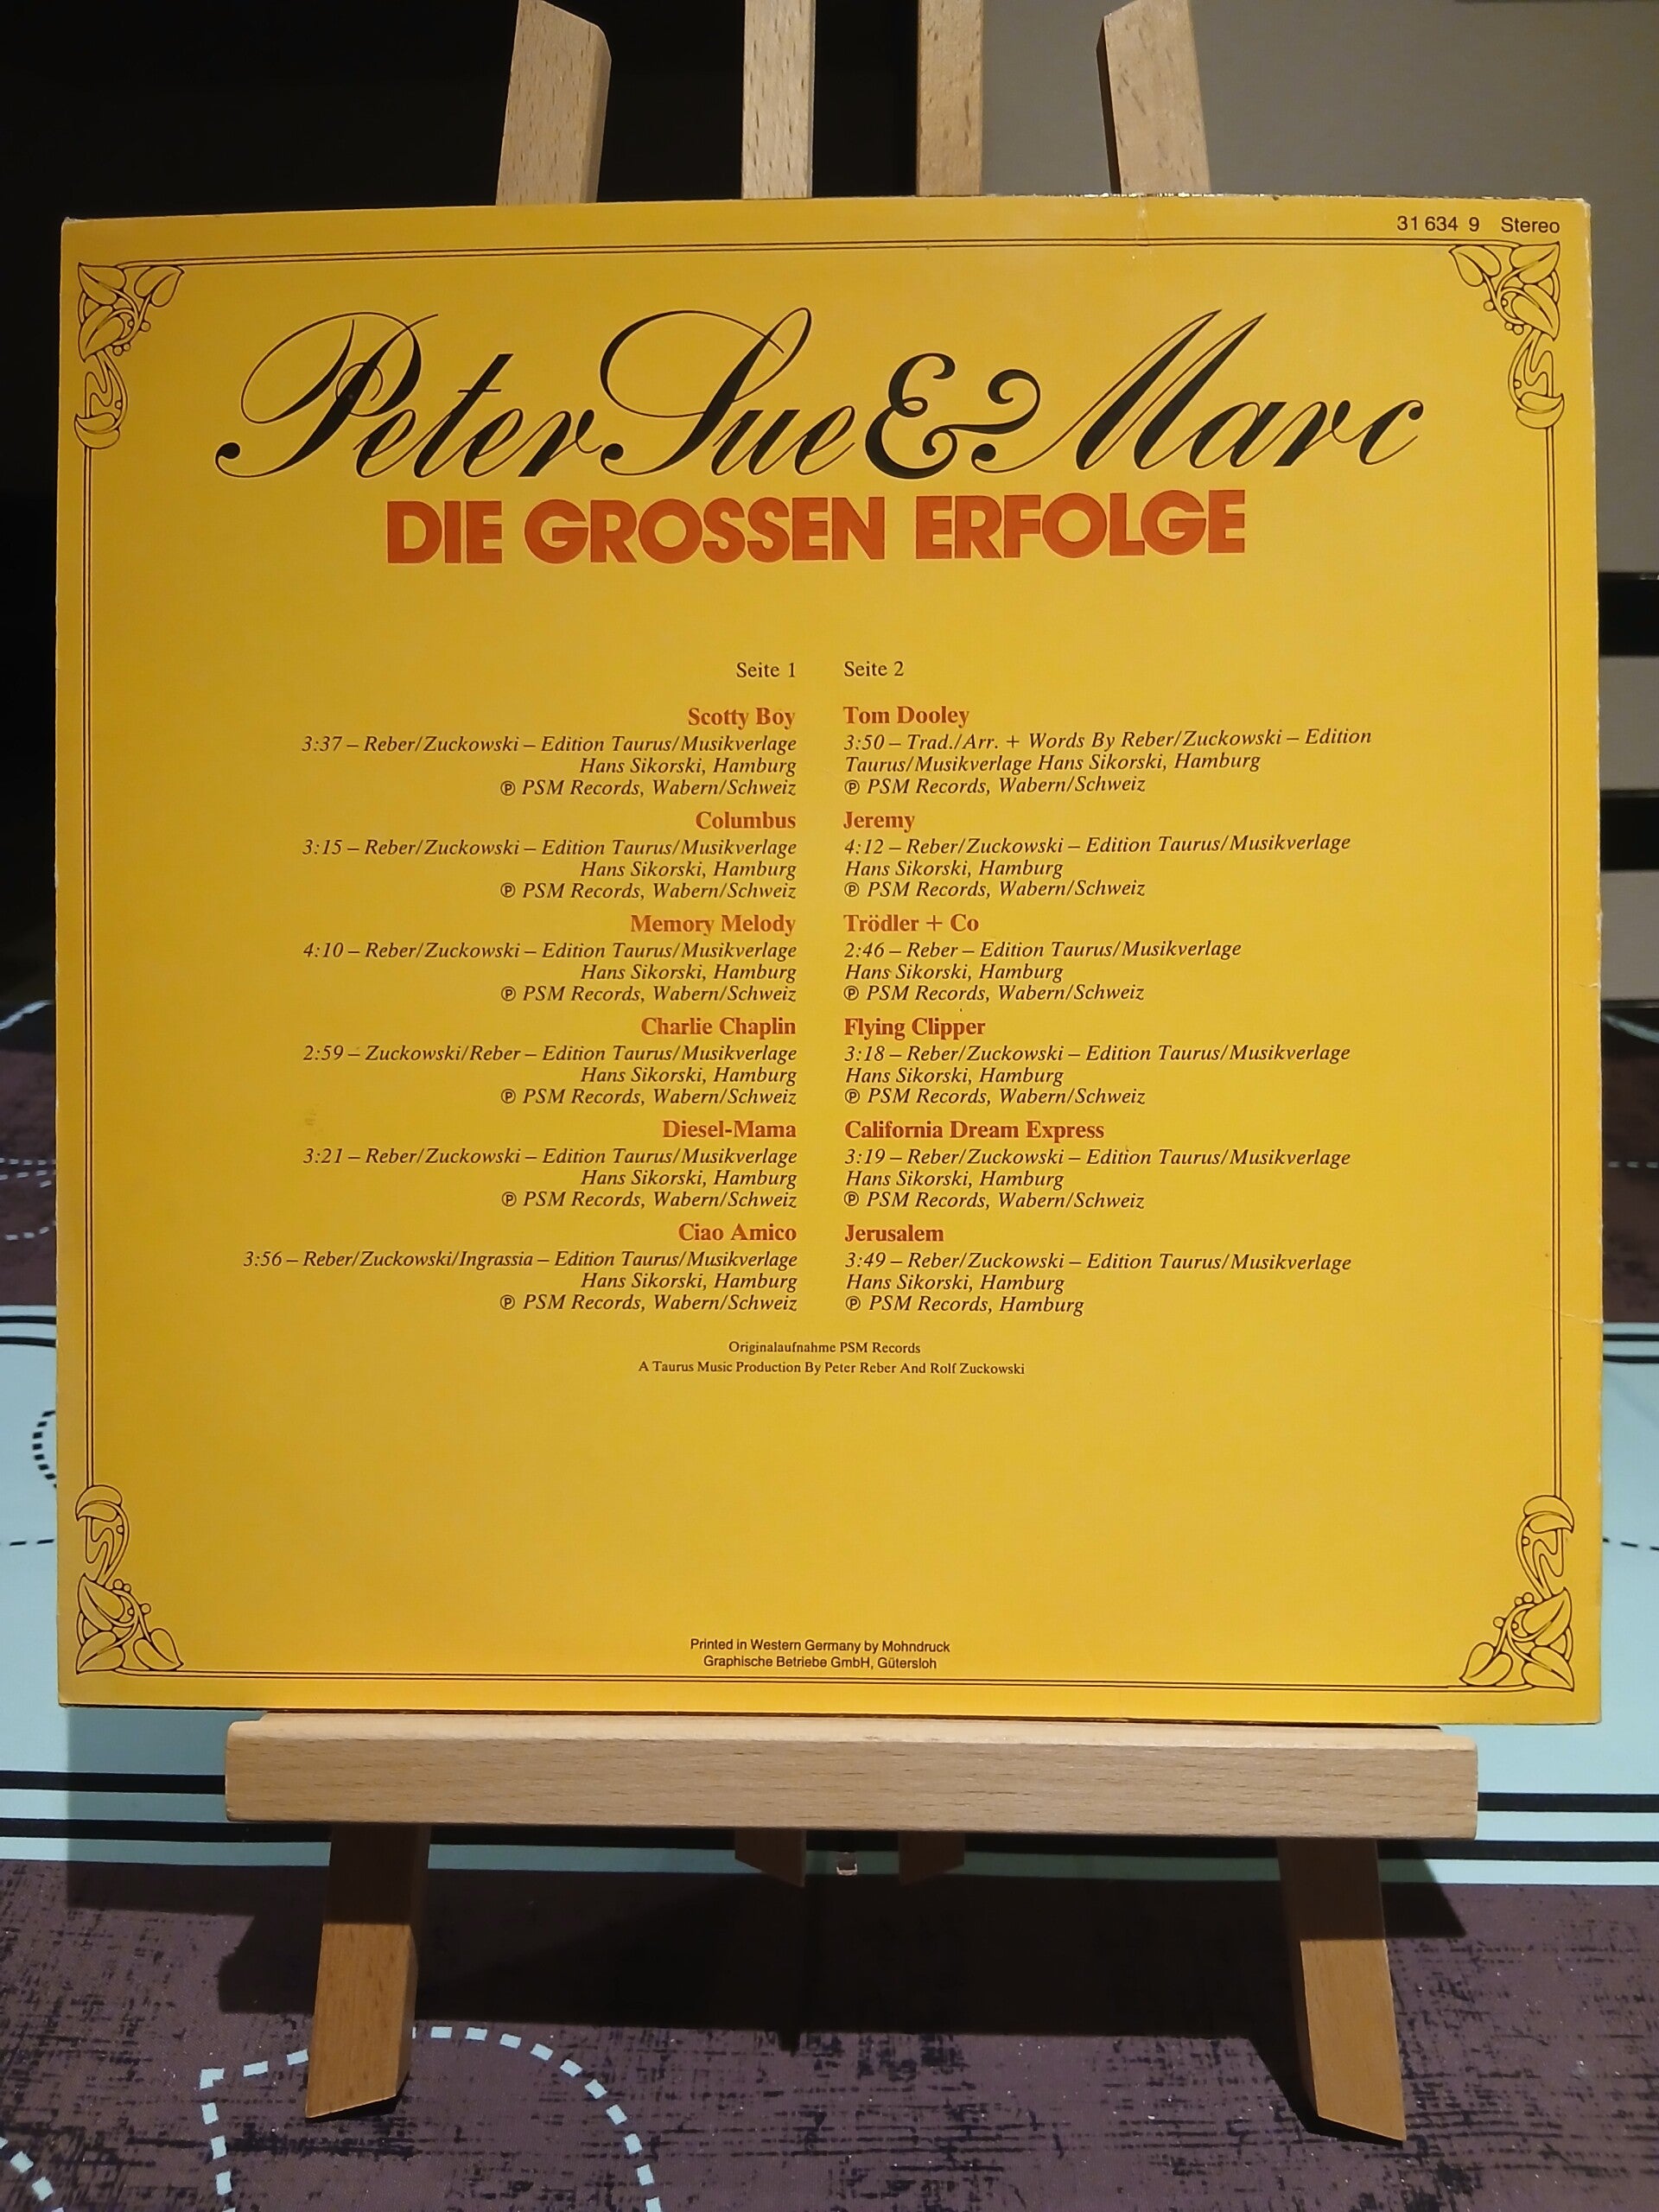 31 634 9 Stereo
Peter Sue & Marc
DIE GROSSEN ERFOLGE
Seite 1
Scotty Boy
3:37 – Reber/Zuckowski – Edition Taurus/Musikverlage
Hans Sikorski, Hamburg
℗ PSM Records, Wabern/Schweiz
Columbus
3:15 – Reber/Zuckowski – Edition Taurus/Musikverlage
Hans Sikorski, Hamburg
℗ PSM Records, Wabern/Schweiz
Memory Melody
4:10 – Reber/Zuckowski – Edition Taurus/Musikverlage
Hans Sikorski, Hamburg
℗ PSM Records, Wabern/Schweiz
Charlie Chaplin
2:59 – Zuckowski/Reber – Edition Taurus/Musikverlage
Hans Sikorski, Hamburg
℗ PSM Records, Wabern/Schweiz
Diesel-Mama
3:21 – Reber/Zuckowski – Edition Taurus/Musikverlage
Hans Sikorski, Hamburg
℗ PSM Records, Wabern/Schweiz
Ciao Amico
3:56 – Reber/Zuckowski/Ingrassia – Edition Taurus/Musikverlage
Hans Sikorski, Hamburg
℗ PSM Records, Wabern/Schweiz
Seite 2
Tom Dooley
3:50 – Trad./Arr. + Words By Reber/Zuckowski – Edition
Taurus/Musikverlage Hans Sikorski, Hamburg
℗ PSM Records, Wabern/Schweiz
Jeremy
4:12 – Reber/Zuckowski – Edition Taurus/Musikverlage
Hans Sikorski, Hamburg
℗ PSM Records, Wabern/Schweiz
Trödler + Co
2:46 – Reber – Edition Taurus/Musikverlage
Hans Sikorski, Hamburg
℗ PSM Records, Wabern/Schweiz
Flying Clipper
3:18 – Reber/Zuckowski – Edition Taurus/Musikverlage
Hans Sikorski, Hamburg
℗ PSM Records, Wabern/Schweiz
California Dream Express
3:19 – Reber/Zuckowski – Edition Taurus/Musikverlage
Hans Sikorski, Hamburg
℗ PSM Records, Wabern/Schweiz
Jerusalem
3:49 – Reber/Zuckowski – Edition Taurus/Musikverlage
Hans Sikorski, Hamburg
℗ PSM Records, Hamburg
Originalaufnahme PSM Records
A Taurus Music Production By Peter Reber And Rolf Zuckowski
Printed in Western Germany by Mohndruck
Graphische Betriebe GmbH, Gütersloh